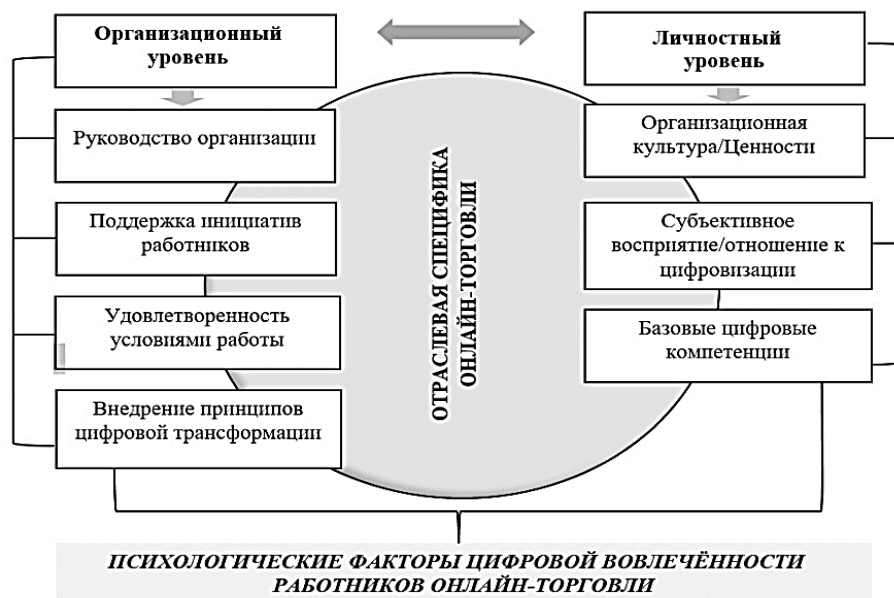 Организационный
уровень
Личностный
уровень
Руководство организации
Поддержка инициатив
работников
Удовлетворенность
условиями работы
Внедрение принципов
цифровой трансформации
ОТРАСЛЕВАЯ СПЕЦИФИКА
ОНЛАЙН-ТОРГОВЛИ
Организационная
культура/Ценности
Субъективное
восприятие/отношение к
цифровизации
Базовые цифровые
компетенции
ПСИХОЛОГИЧЕСКИЕ ФАКТОРЫ ЦИФРОВОЙ ВОВЛЕЧЁННОСТИ
РАБОТНИКОВ ОНЛАЙН-ТОРГОВЛИ